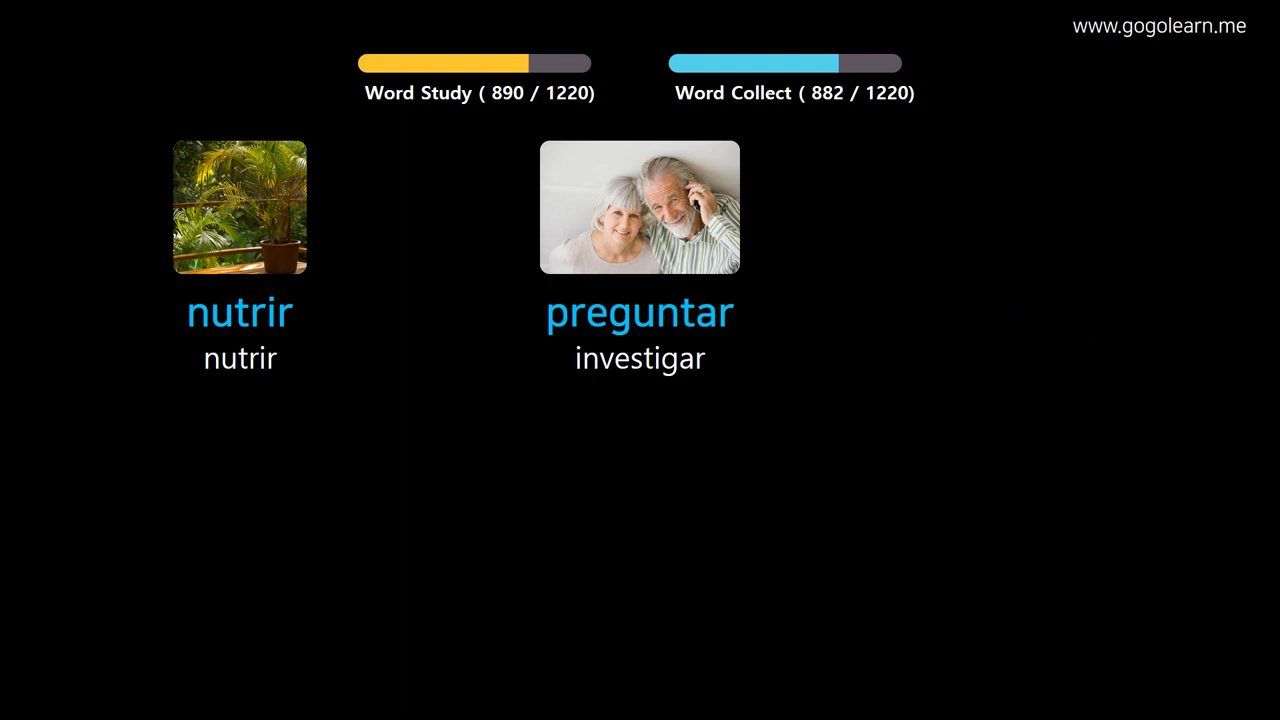 www.gogolearn.me
Word Study ( 890 / 1220)
Word Collect ( 882 / 1220)
nutrir
nutrir
preguntar
investigar